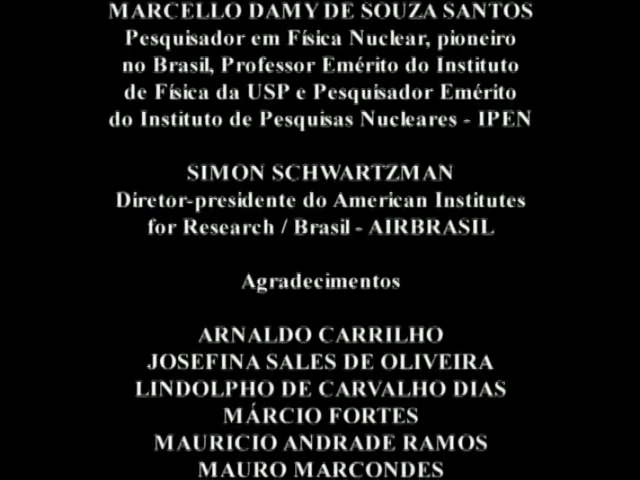 MARCELLO DAMY DE SOUZA SANTOS
Pesquisador em Física Nuclear, pioneiro
no Brasil, Professor Emérito do Instituto
de Física da USP e Pesquisador Emérito
do Instituto de Pesquisas Nucleares - IPEN
SIMON SCHWARTZMAN
Diretor-presidente do American Institutes
for Research / Brasil - AIRBRASIL
Agradecimentos
ARNALDO CARRILHO
JOSEFINA SALES DE OLIVEIRA
LINDOLPHO DE CARVALHO DIAS
MÁRCIO FORTES
MAURICIO ANDRADE RAMOS
MAURO MARCONDES